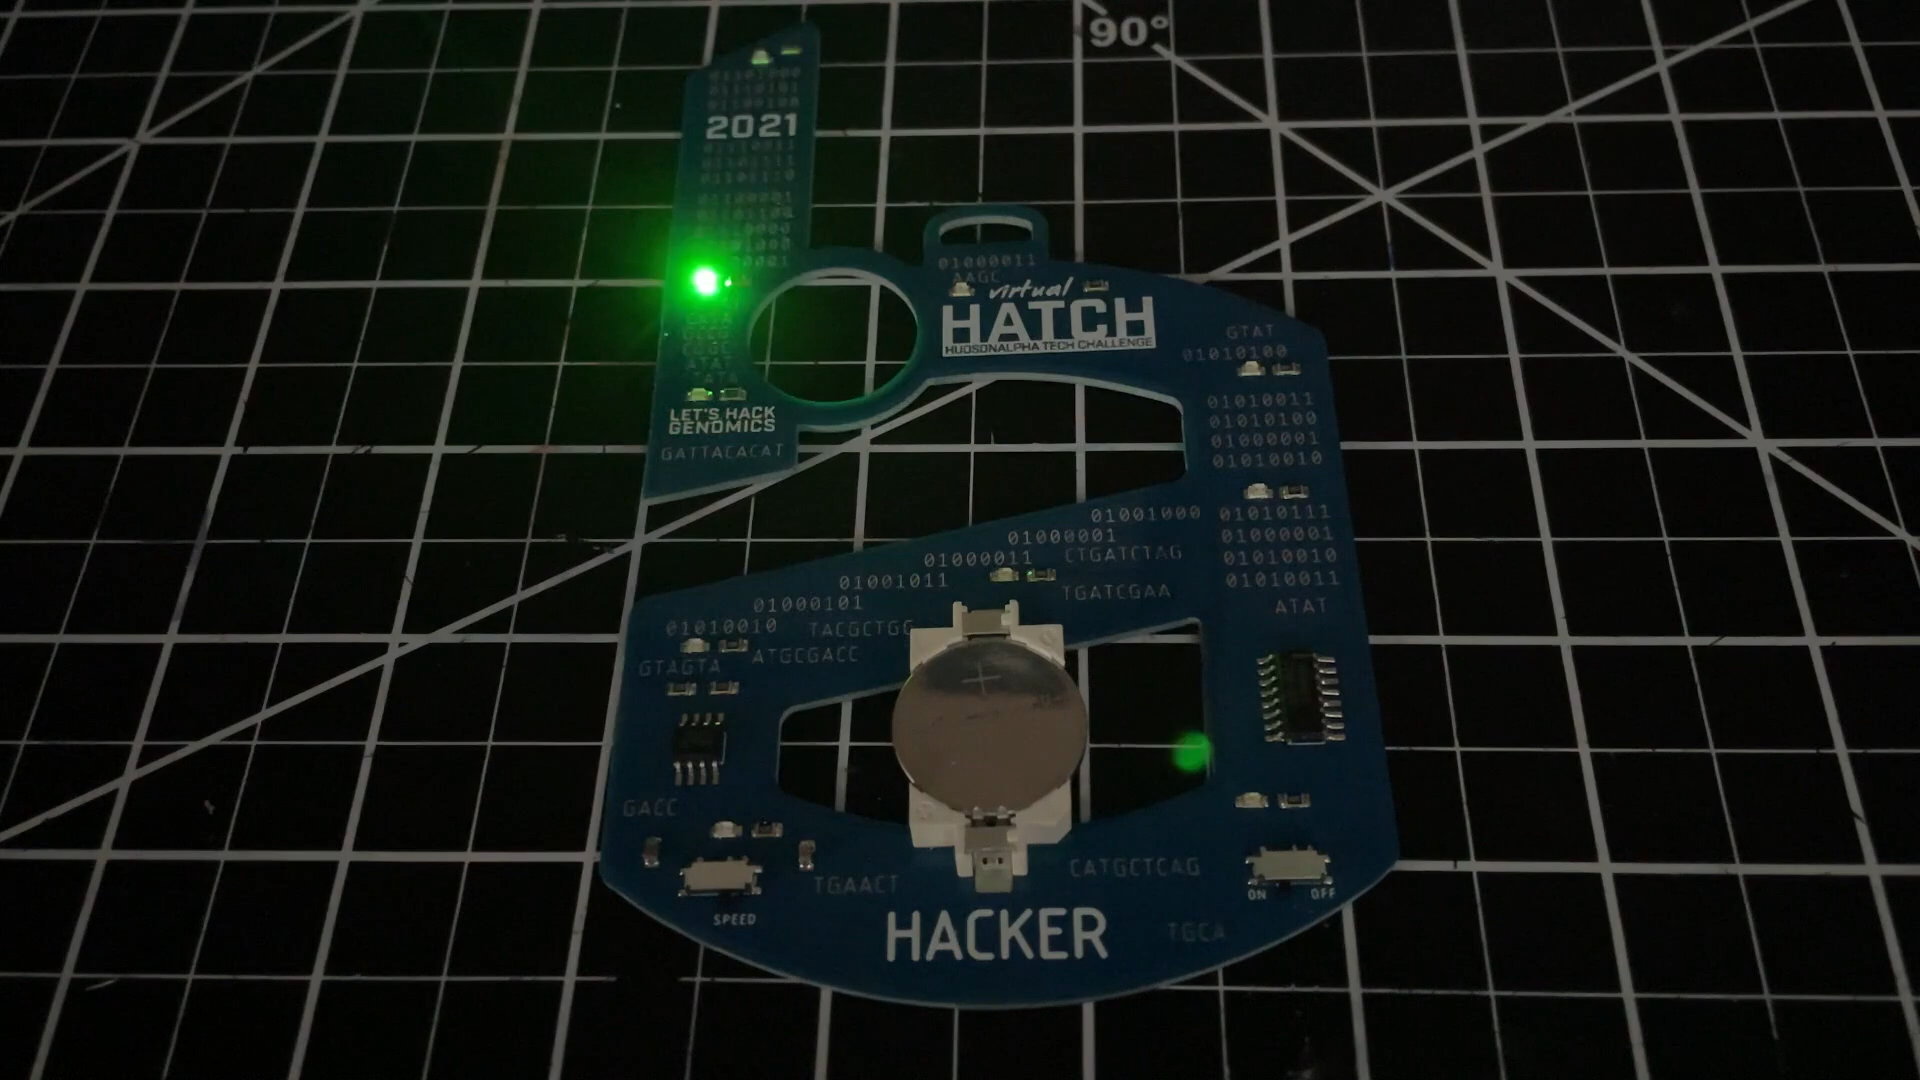 90°
2021
01000011
AAGC
virtual
HATCH
HUDSONALPHA TECH CHALLENGE
GTAT
01010100
01010011
01010100
01000001
01010010
LET'S HACK
GENOMICS
GATTACACAT
01001000
01010111
01000001
01000001
01000011
CTGATCTAG
01010010
01001011
01010011
TGATCGAA
01000101
ATAT
01010010
TACGCTGG
ATGCGACC
GTAGTA
GACC
TGAACT
CATGCTCAG
ON
OFF
SPEED
HACKER
TGCA